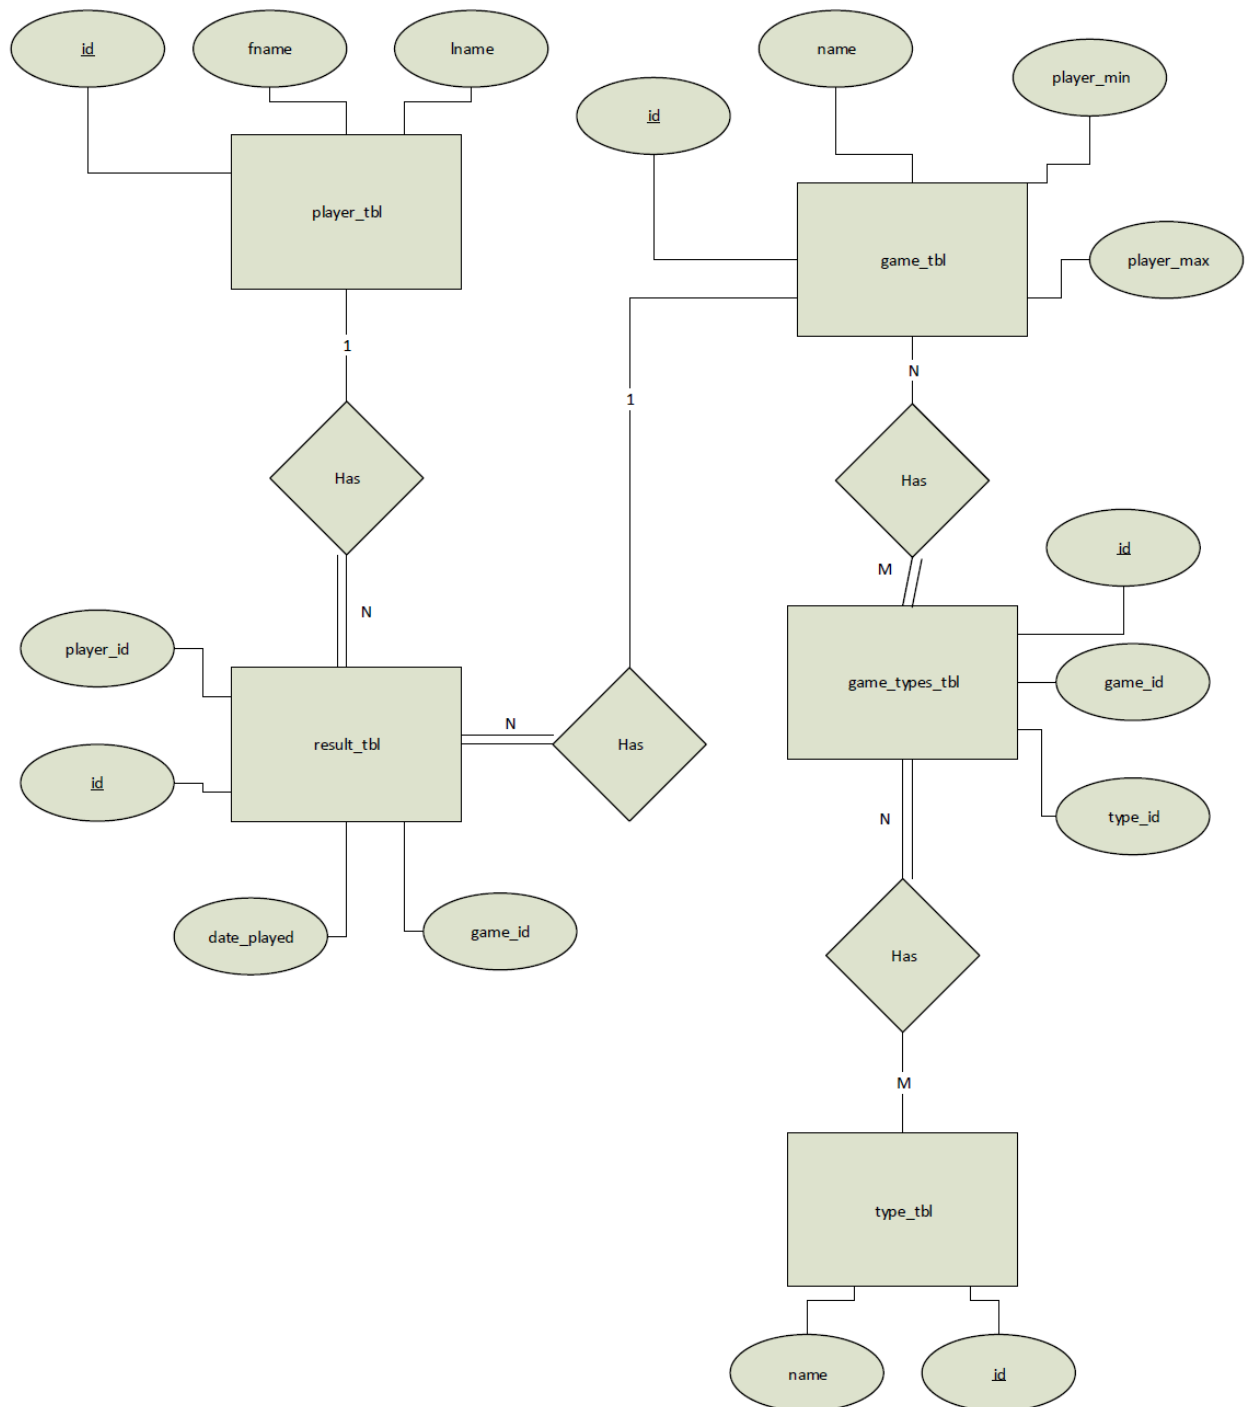 id
fname
lname
name
player_min
id
player_tbl
game_tbl
player_max
1
N
1
Has
Has
id
M
N
player_id
game_types_tbl
game_id
N
result_tbl
Has
id
type_id
N
date_played
game_id
Has
M
type_tbl
name
id